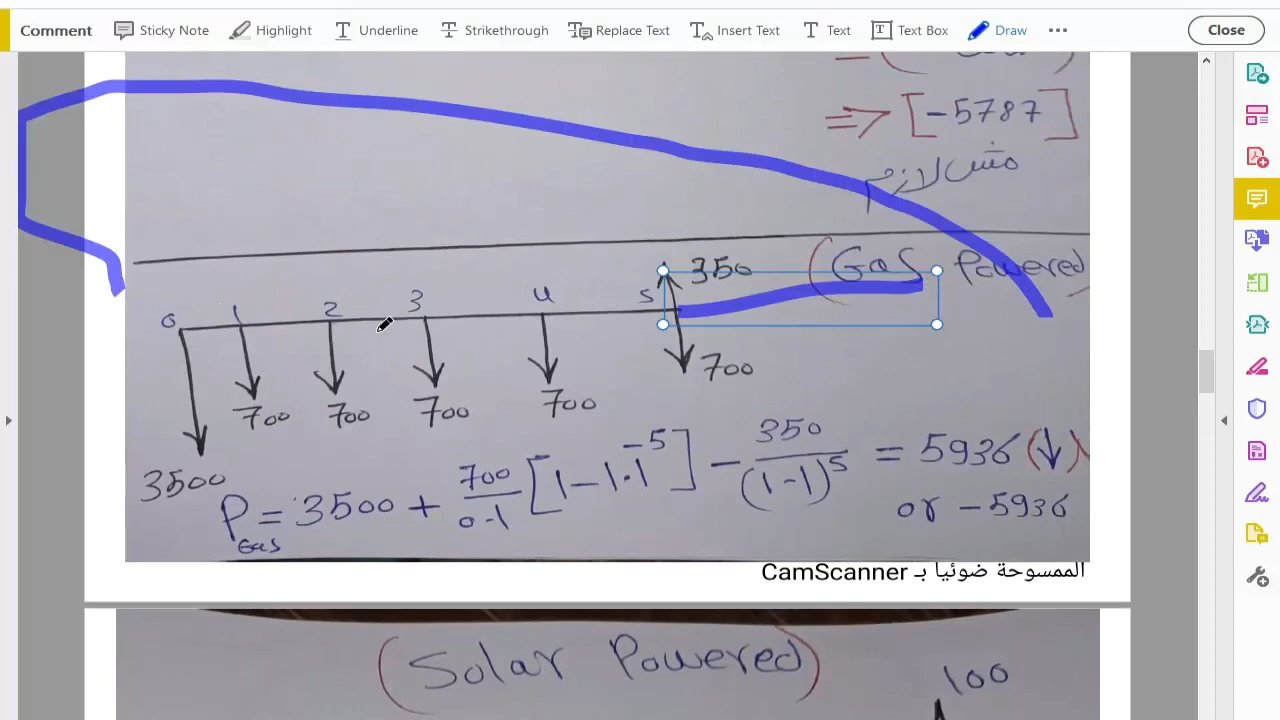 Comment Sticky Note Highlight Underline Strikethrough Replace Text Insert Text Text Text Box Draw Close
=> [-5787]
مش لازم
(Gas Powered)
350
0 1 2 3 4 5
700 700 700 700 700
3500
P Gas = 3500 + 700/0.1 [1 - 1.1^-5] - 350/(1.1)^5 = 5936 (↓)
or -5936
الممسوحة ضوئيا بـ CamScanner
(Solar Powered)
100